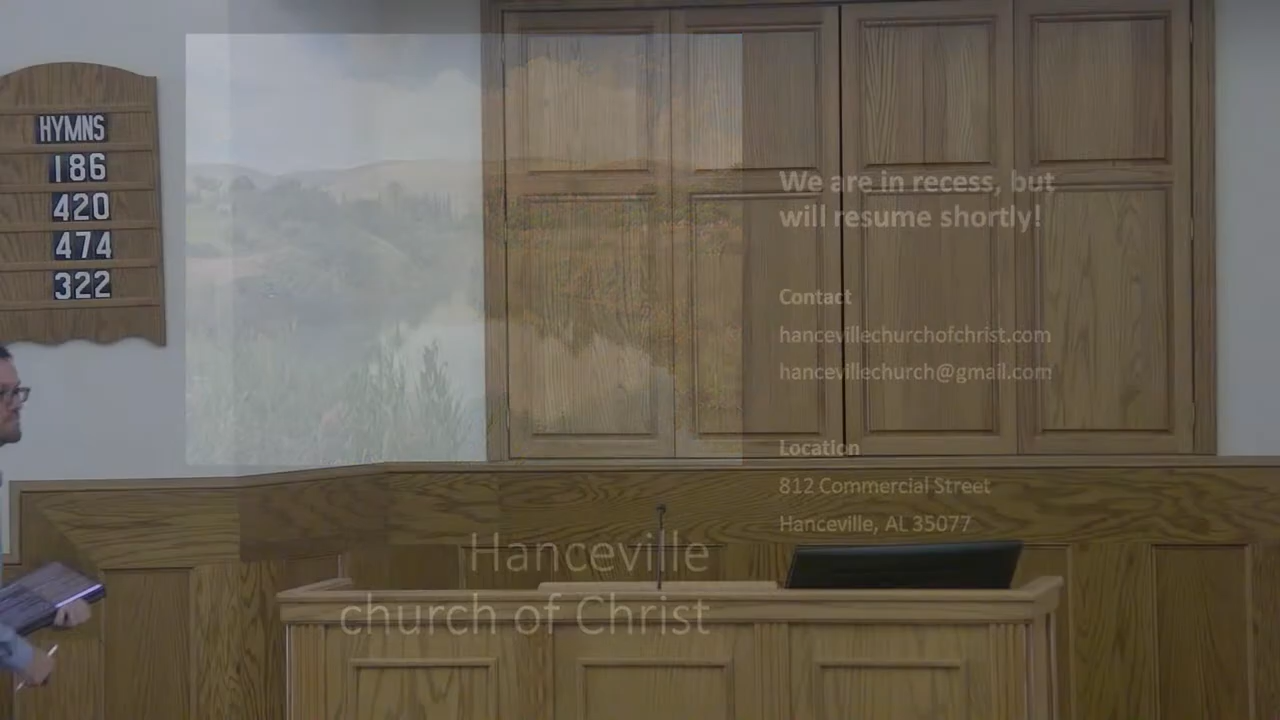 HYMNS
186
420
474
322
We are in recess, but
will resume shortly!
Contact
hancevillechurchofchrist.com
hancevillechurch@gmail.com
Location
812 Commercial Street
Hanceville, AL 35077
Hanceville
church of Christ